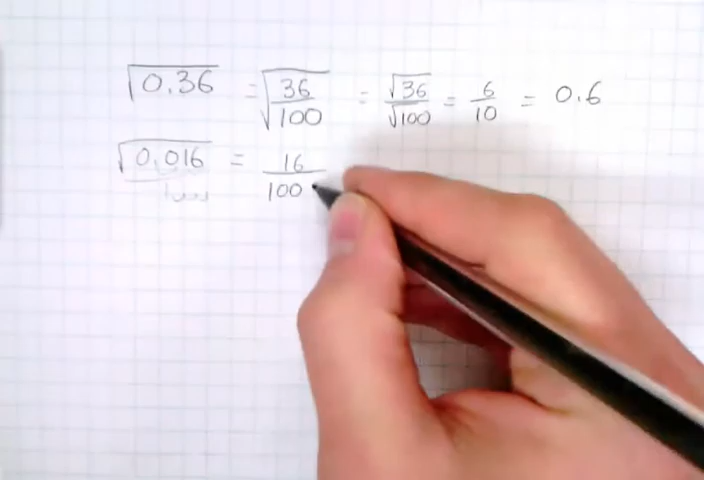 √0.36 = √36/100 = √36/√100 = 6/10 = 0.6
√0.016 = 16/100